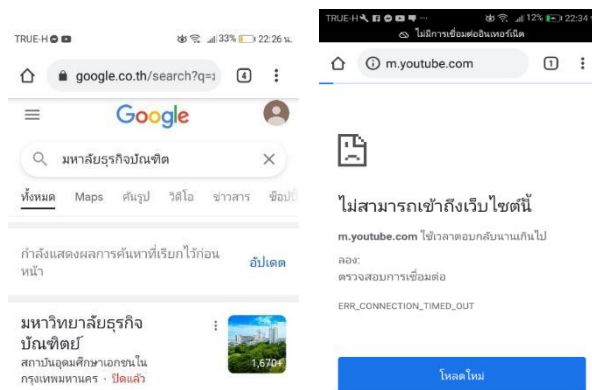 TRUE-H 33% 22:26 น.
google.co.th/search?q= 4
Google
มหาลัยธุรกิจบัณฑิต
ทั้งหมด Maps ค้นรูป วิดีโอ ข่าวสาร
กำลังแสดงผลการค้นหาที่เรียกไว้ก่อน
หน้า
อัปเดต
มหาวิทยาลัยธุรกิจ
บัณฑิตย์
สถาบันอุดมศึกษาเอกชนใน
กรุงเทพมหานคร · ปิดแล้ว
1,670+
TRUE-H 12% 22:34
ไม่มีการเชื่อมต่ออินเทอร์เน็ต
m.youtube.com 1
ไม่สามารถเข้าถึงเว็บไซต์นี้
m.youtube.com ใช้เวลาตอบกลับนานเกินไป
ลอง:
ตรวจสอบการเชื่อมต่อ
ERR_CONNECTION_TIMED_OUT
โหลดใหม่